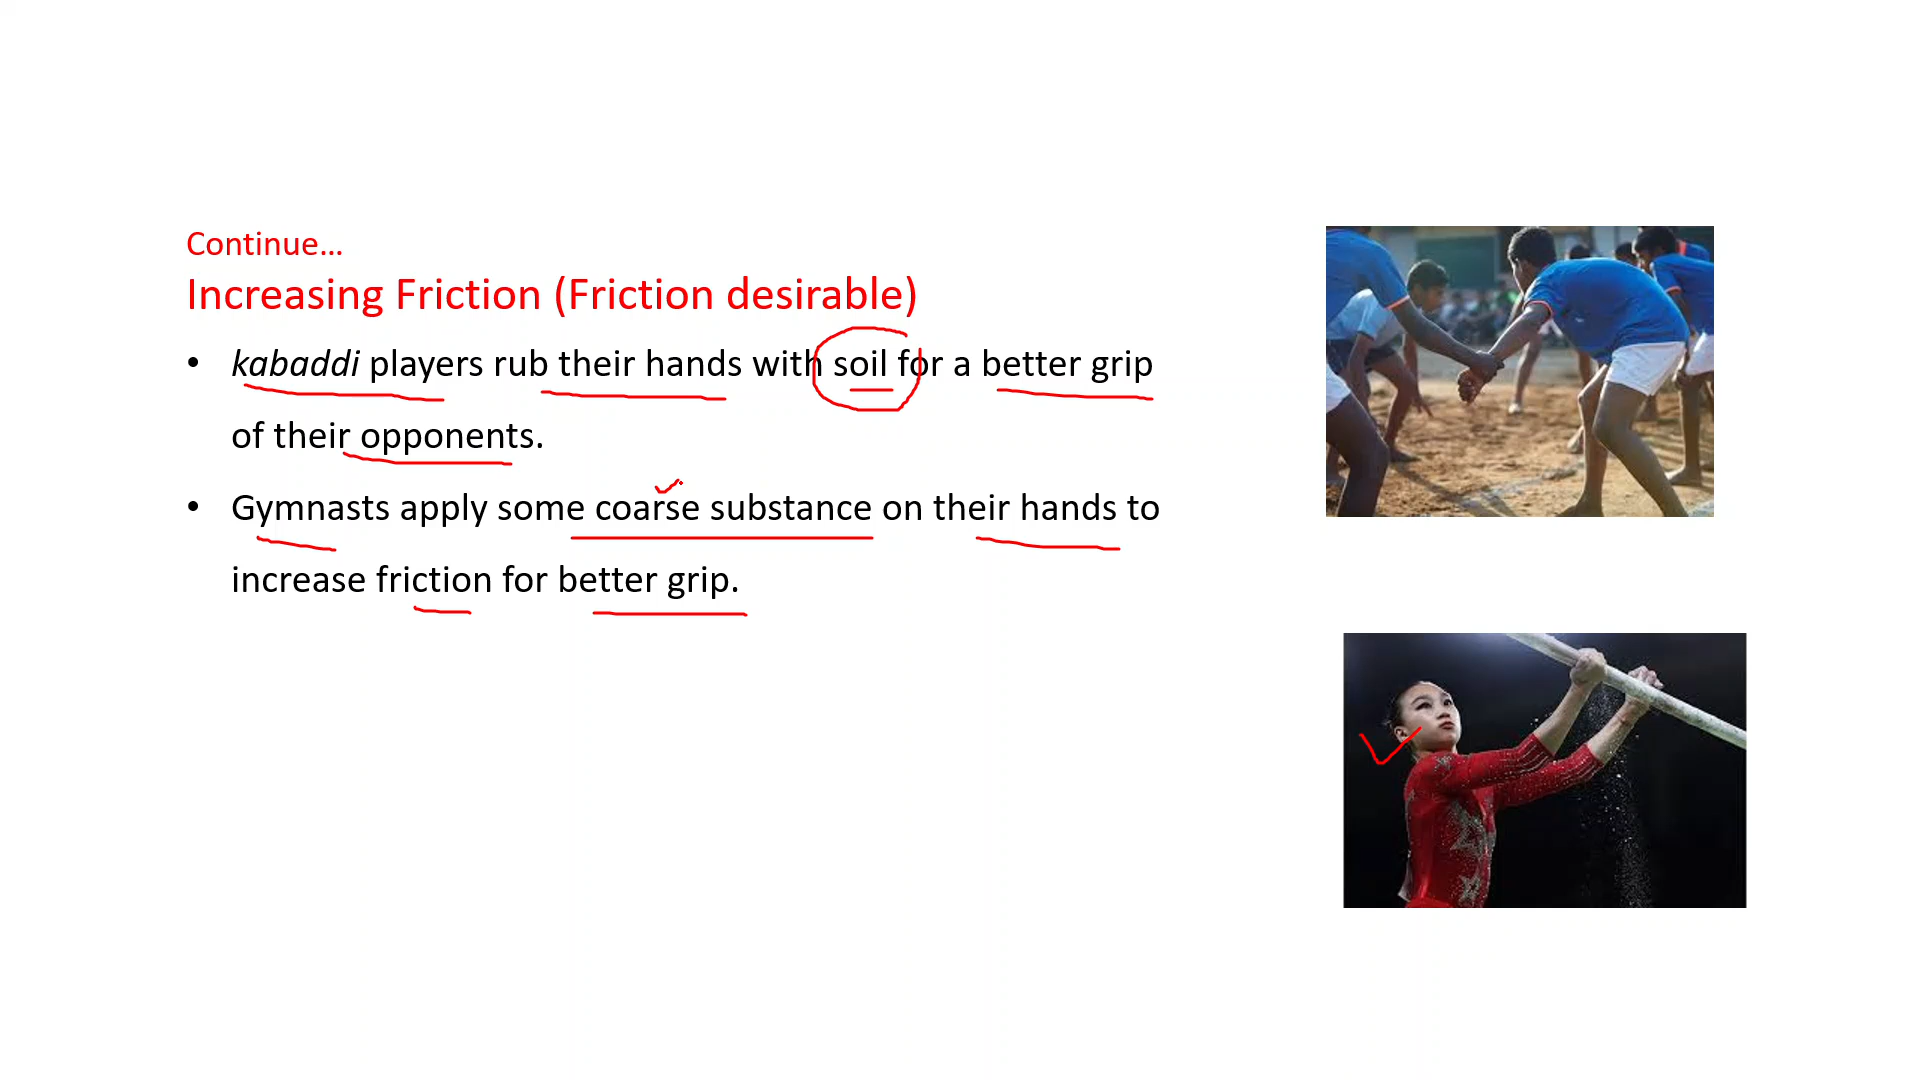 Continue...
Increasing Friction (Friction desirable)
• kabaddi players rub their hands with soil for a better grip
of their opponents.
• Gymnasts apply some coarse substance on their hands to
increase friction for better grip.